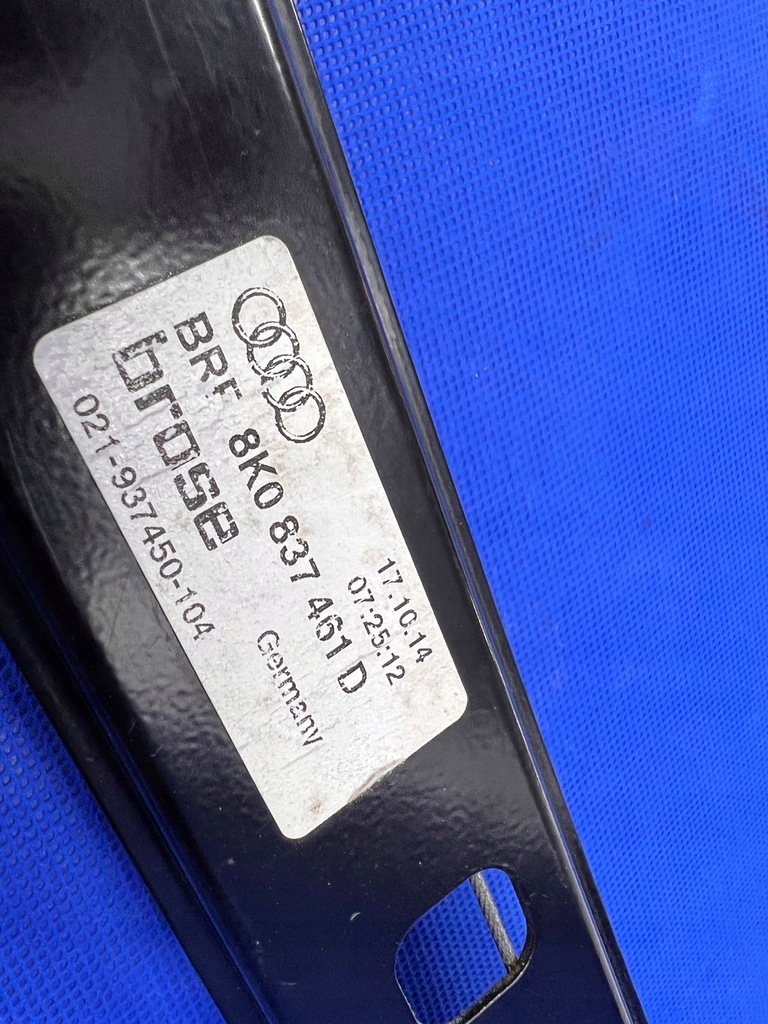 BRF 8K0 837 461 D
brose
021-937450-104
17.10.14
07:25:12
Germany